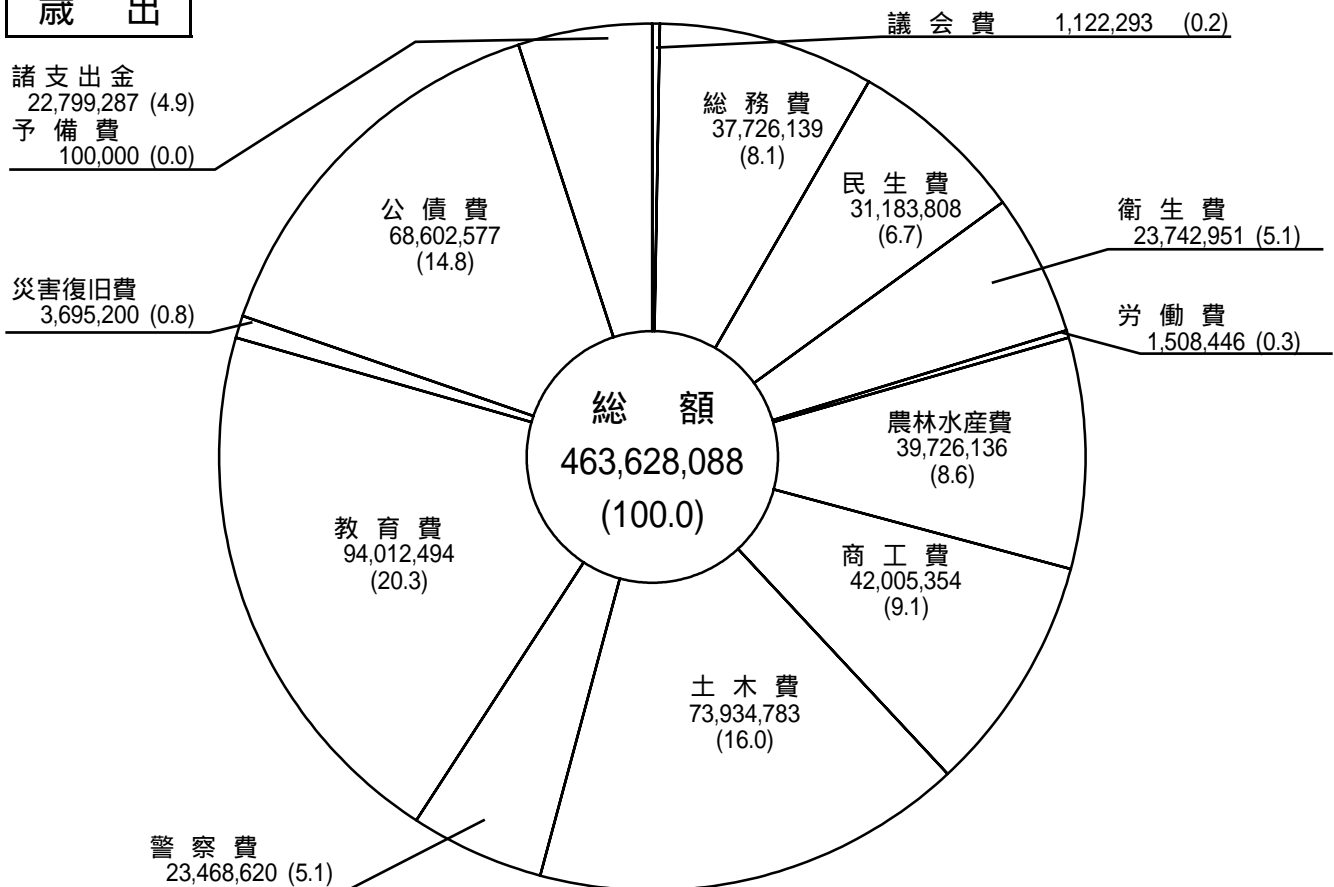 歳 出
議 会 費 1,122,293 (0.2)
総 務 費
37,726,139
(8.1)
民 生 費
31,183,808
(6.7)
衛 生 費
23,742,951 (5.1)
労 働 費
1,508,446 (0.3)
農林水産費
39,726,136
(8.6)
商 工 費
42,005,354
(9.1)
土 木 費
73,934,783
(16.0)
警 察 費
23,468,620 (5.1)
教 育 費
94,012,494
(20.3)
災害復旧費
3,695,200 (0.8)
公 債 費
68,602,577
(14.8)
諸 支 出 金
22,799,287 (4.9)
予 備 費
100,000 (0.0)
総 額
463,628,088
(100.0)